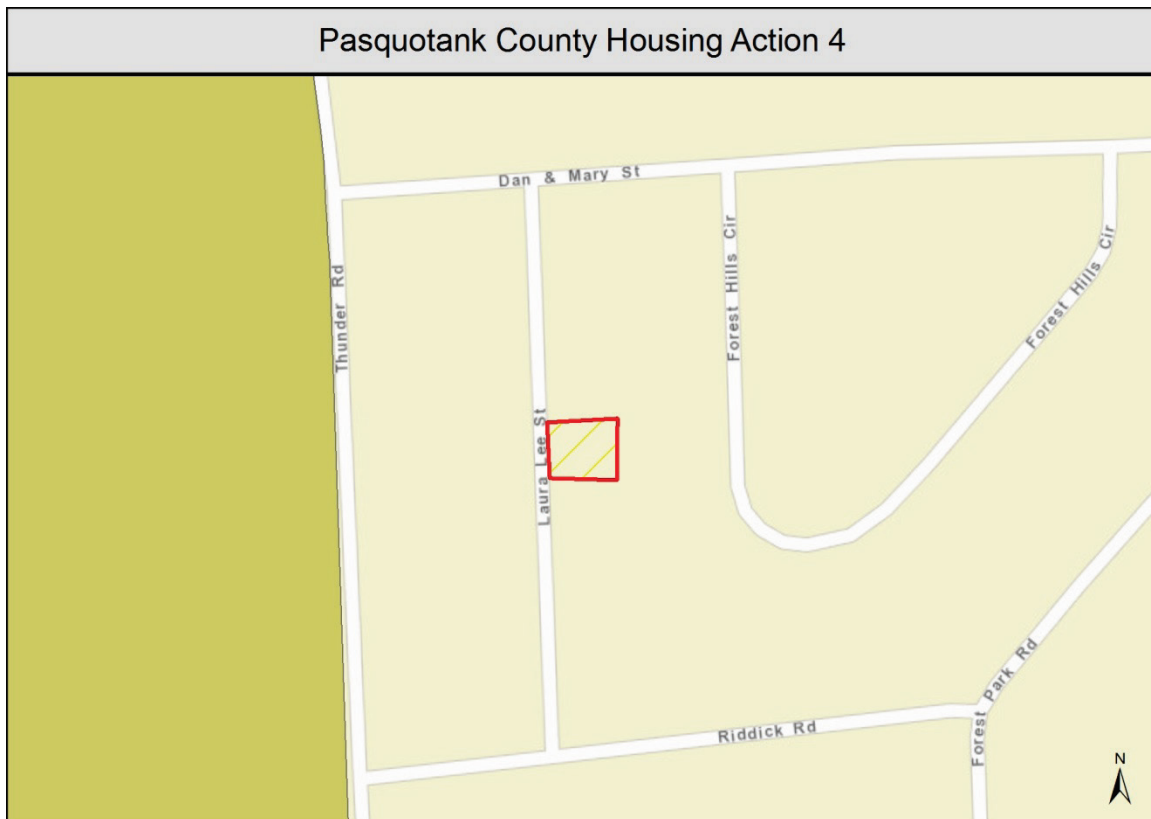 Pasquotank County Housing Action 4
Dan & Mary St
Thunder Rd
Forest Hills Cir
Forest Hills Cir
Laura Lee St
Forest Park Rd
Riddick Rd
N